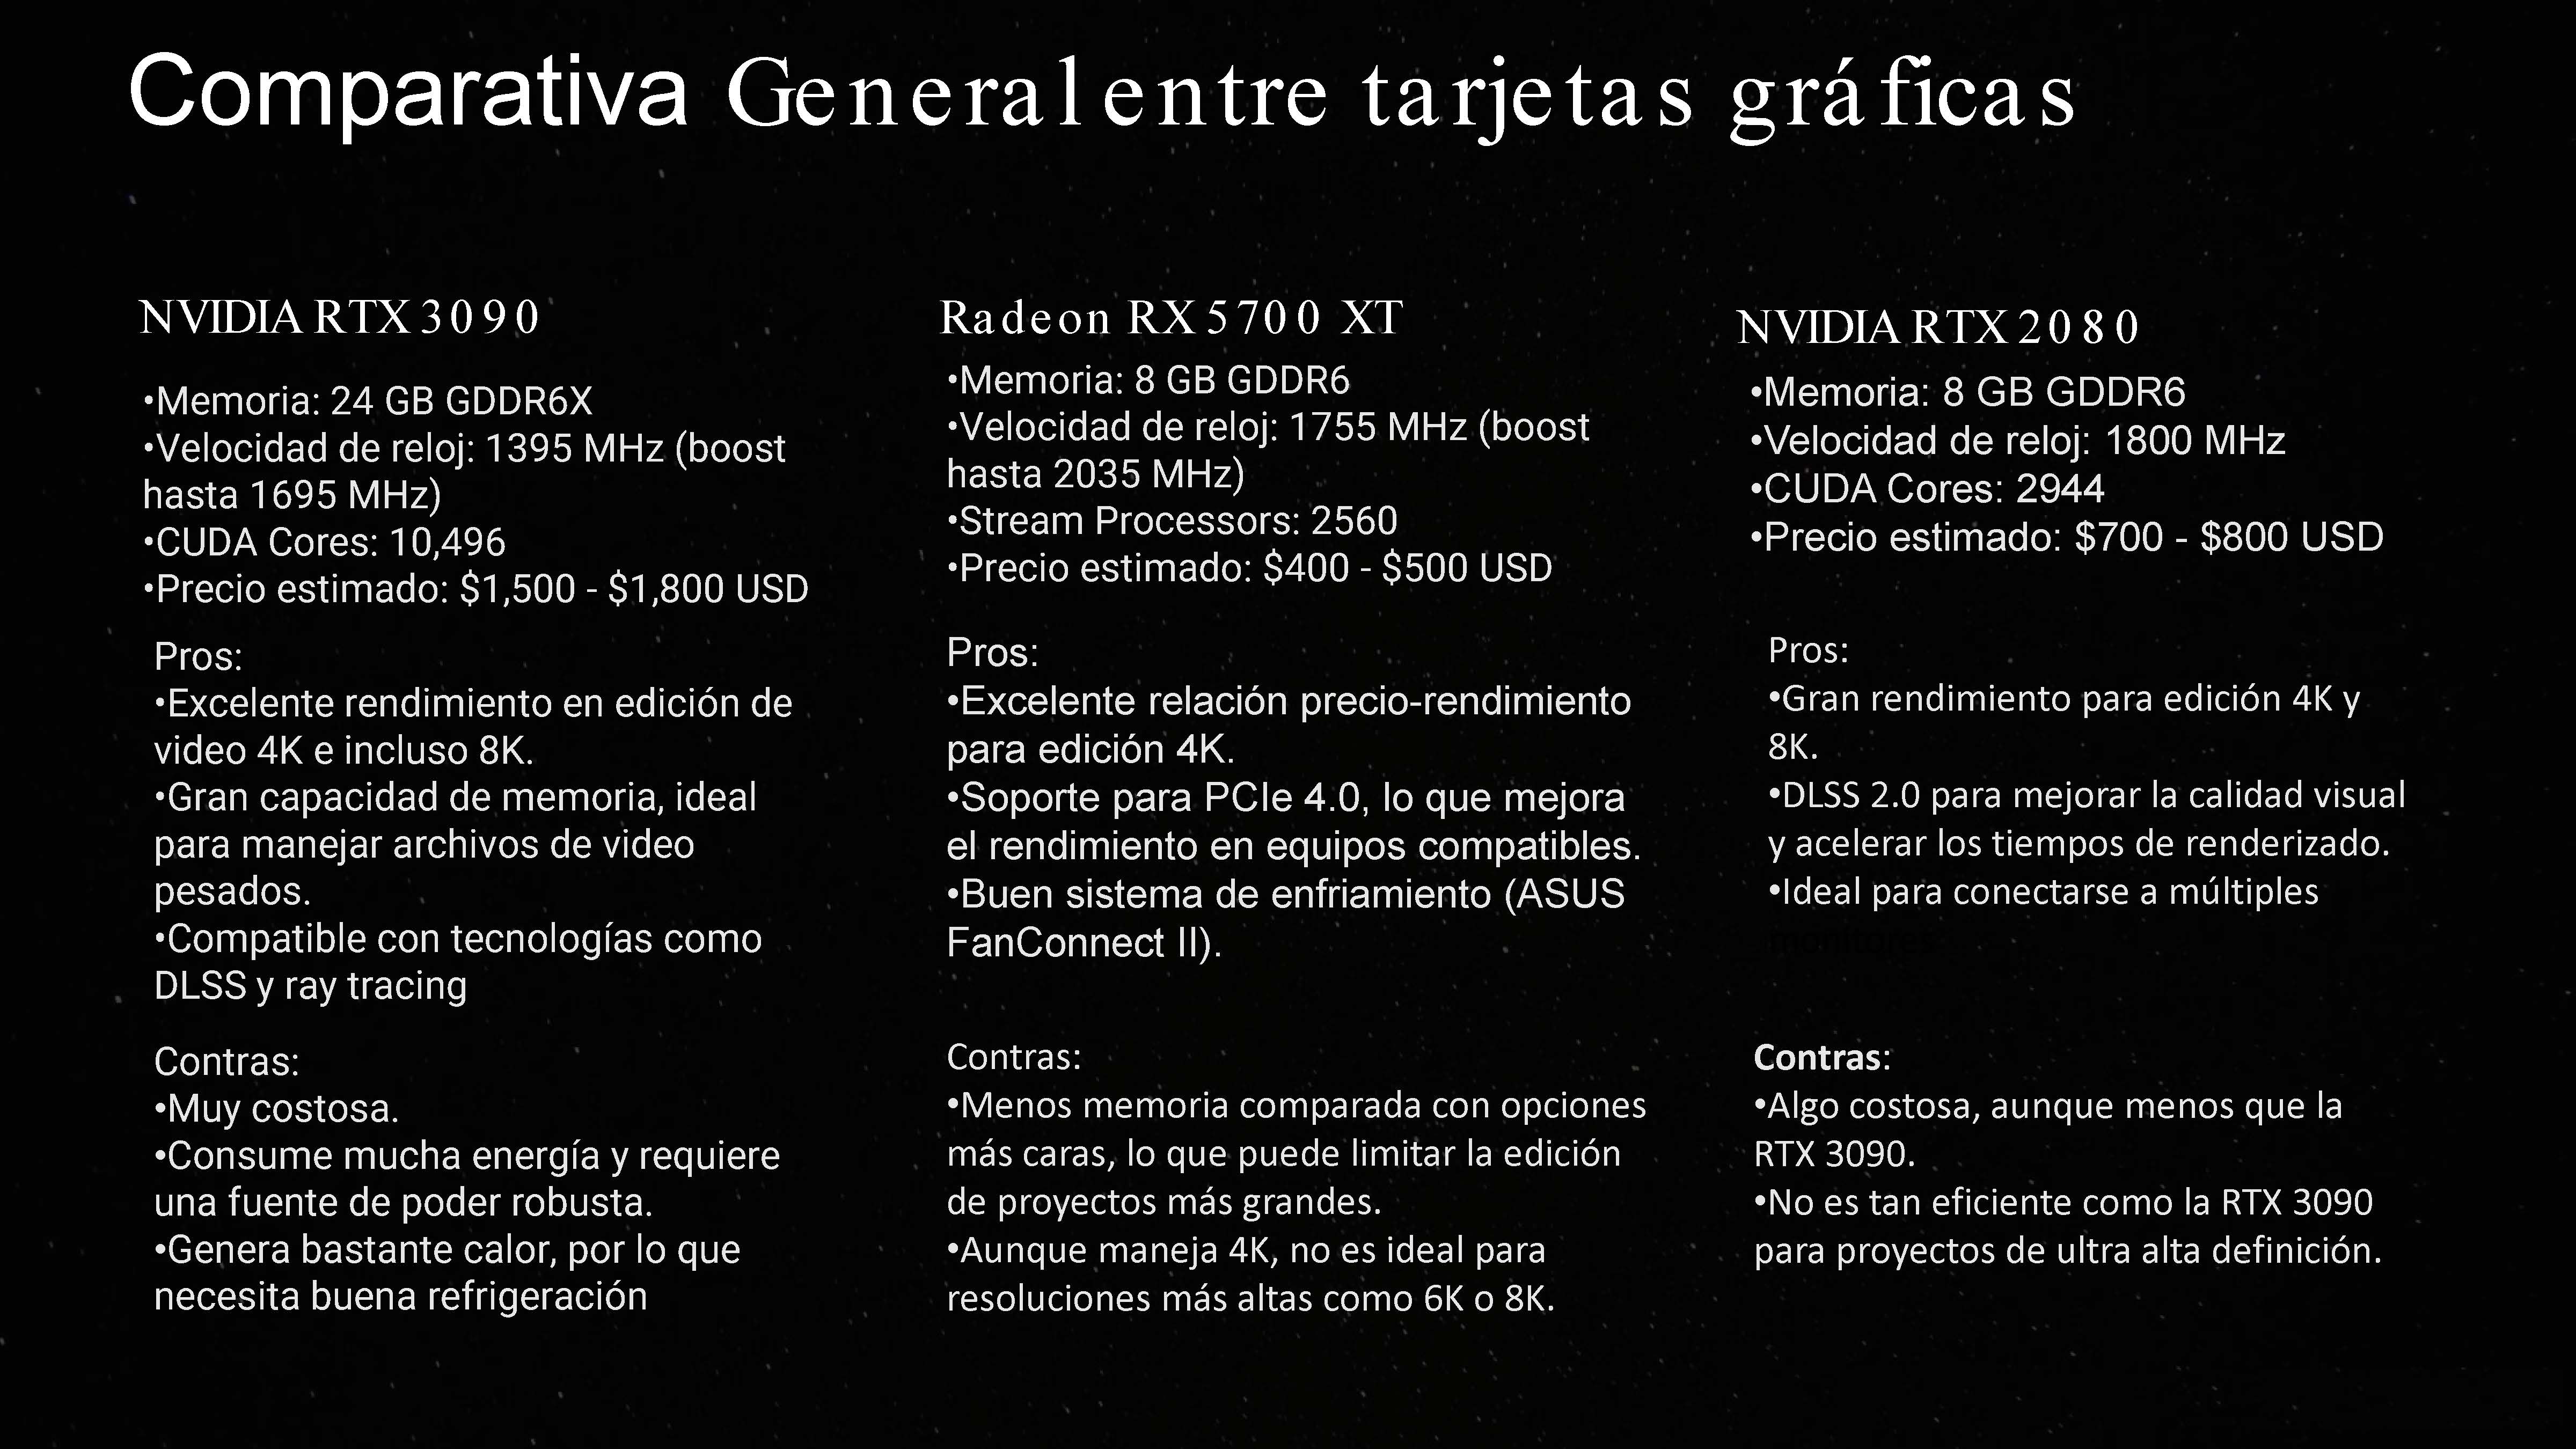 Comparativa General entre tarjetas gráficas
NVIDIA RTX 3090
•Memoria: 24 GB GDDR6X
•Velocidad de reloj: 1395 MHz (boost
hasta 1695 MHz)
•CUDA Cores: 10,496
•Precio estimado: $1,500 - $1,800 USD
Pros:
•Excelente rendimiento en edición de
video 4K e incluso 8K.
•Gran capacidad de memoria, ideal
para manejar archivos de video
pesados.
•Compatible con tecnologías como
DLSS y ray tracing
Contras:
•Muy costosa.
•Consume mucha energía y requiere
una fuente de poder robusta.
•Genera bastante calor, por lo que
necesita buena refrigeración
Radeon RX 5700 XT
•Memoria: 8 GB GDDR6
•Velocidad de reloj: 1755 MHz (boost
hasta 2035 MHz)
•Stream Processors: 2560
•Precio estimado: $400 - $500 USD
Pros:
•Excelente relación precio-rendimiento
para edición 4K.
•Soporte para PCIe 4.0, lo que mejora
el rendimiento en equipos compatibles.
•Buen sistema de enfriamiento (ASUS
FanConnect II).
Contras:
•Menos memoria comparada con opciones
más caras, lo que puede limitar la edición
de proyectos más grandes.
•Aunque maneja 4K, no es ideal para
resoluciones más altas como 6K o 8K.
NVIDIA RTX 2080
•Memoria: 8 GB GDDR6
•Velocidad de reloj: 1800 MHz
•CUDA Cores: 2944
•Precio estimado: $700 - $800 USD
Pros:
•Gran rendimiento para edición 4K y
8K.
•DLSS 2.0 para mejorar la calidad visual
y acelerar los tiempos de renderizado.
•Ideal para conectarse a múltiples
Contras:
•Algo costosa, aunque menos que la
RTX 3090.
•No es tan eficiente como la RTX 3090
para proyectos de ultra alta definición.